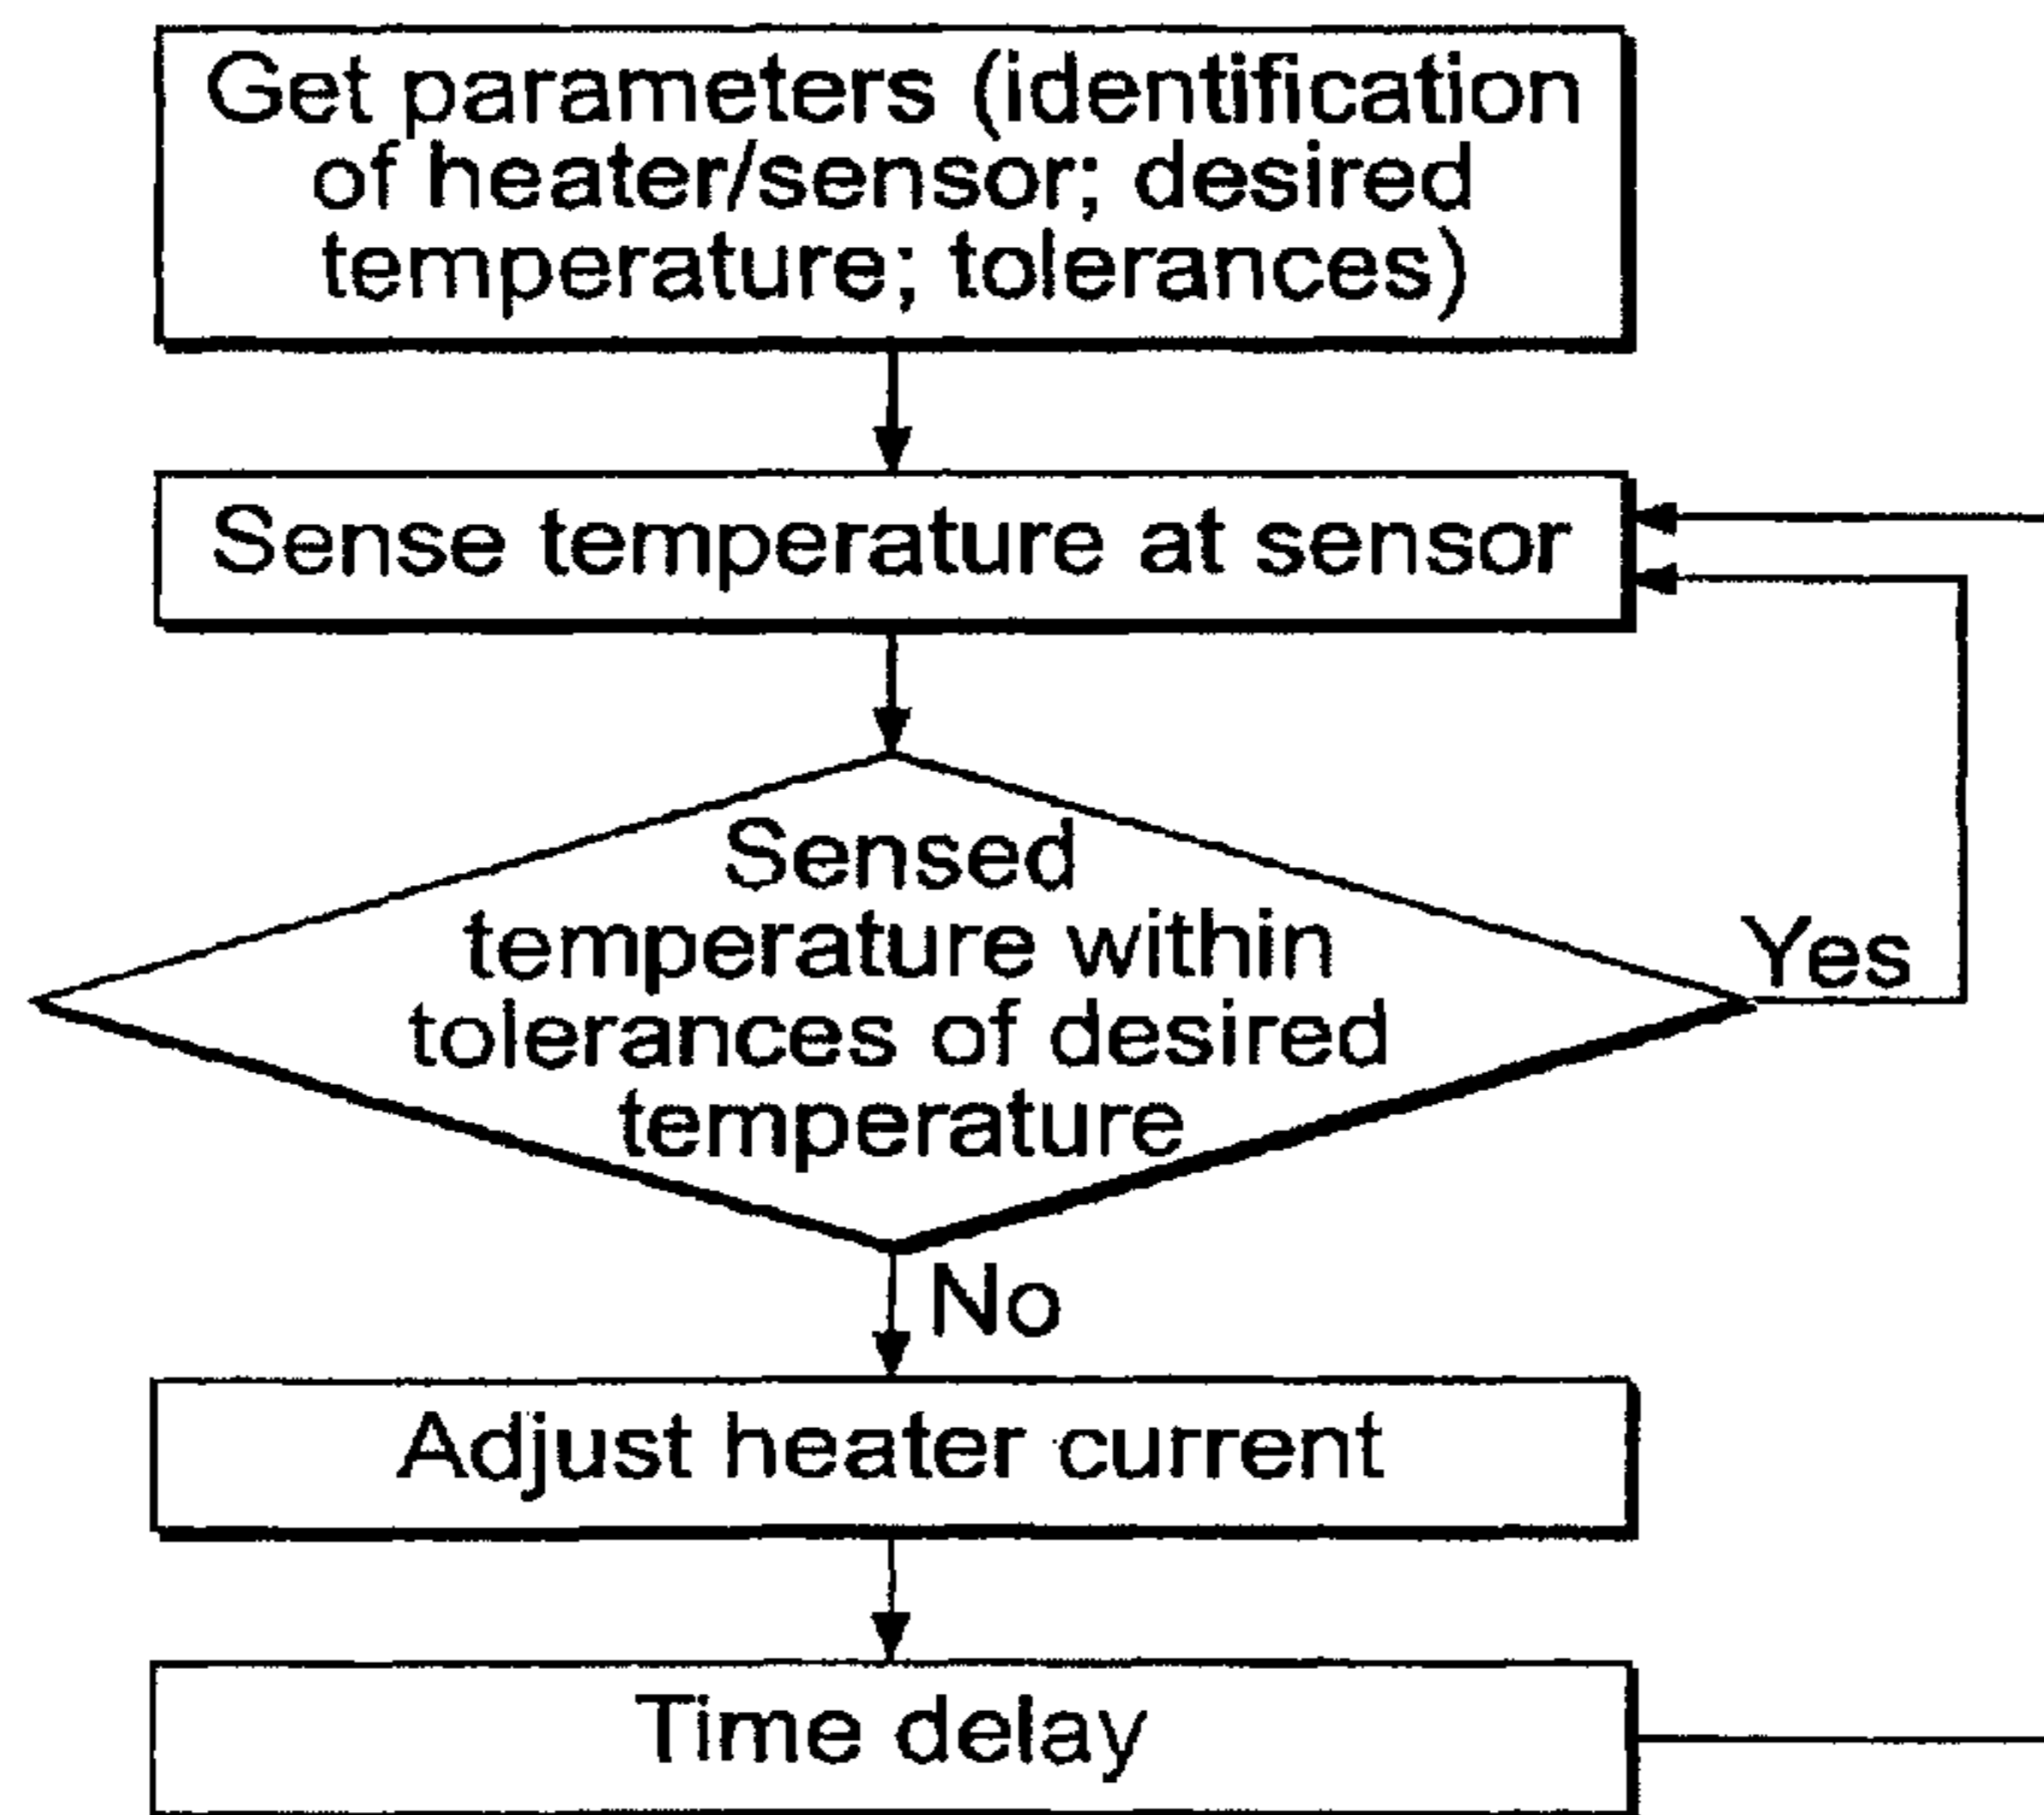 Get parameters (identification
of heater/sensor; desired
temperature; tolerances)
Sense temperature at sensor
Sensed
temperature within
tolerances of desired
temperature
Yes
No
Adjust heater current
Time delay